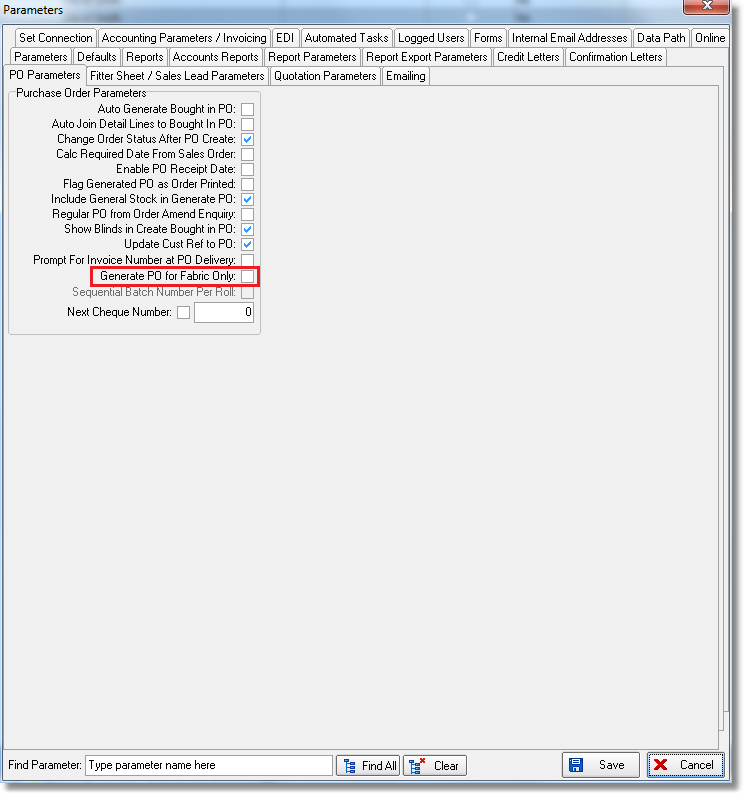 Parameters
Set Connection Accounting Parameters / Invoicing EDI Automated Tasks Logged Users Forms Internal Email Addresses Data Path Online
Parameters Defaults Reports Accounts Reports Report Parameters Report Export Parameters Credit Letters Confirmation Letters
PO Parameters Fitter Sheet / Sales Lead Parameters Quotation Parameters Emailing
Purchase Order Parameters
Auto Generate Bought in PO:
Auto Join Detail Lines to Bought In PO:
Change Order Status After PO Create:
Calc Required Date From Sales Order:
Enable PO Receipt Date:
Flag Generated PO as Order Printed:
Include General Stock in Generate PO:
Regular PO from Order Amend Enquiry:
Show Blinds in Create Bought in PO:
Update Cust Ref to PO:
Prompt For Invoice Number at PO Delivery:
Generate PO for Fabric Only:
Sequential Batch Number Per Roll:
Next Cheque Number: 0
Find Parameter: Type parameter name here Find All Clear Save Cancel